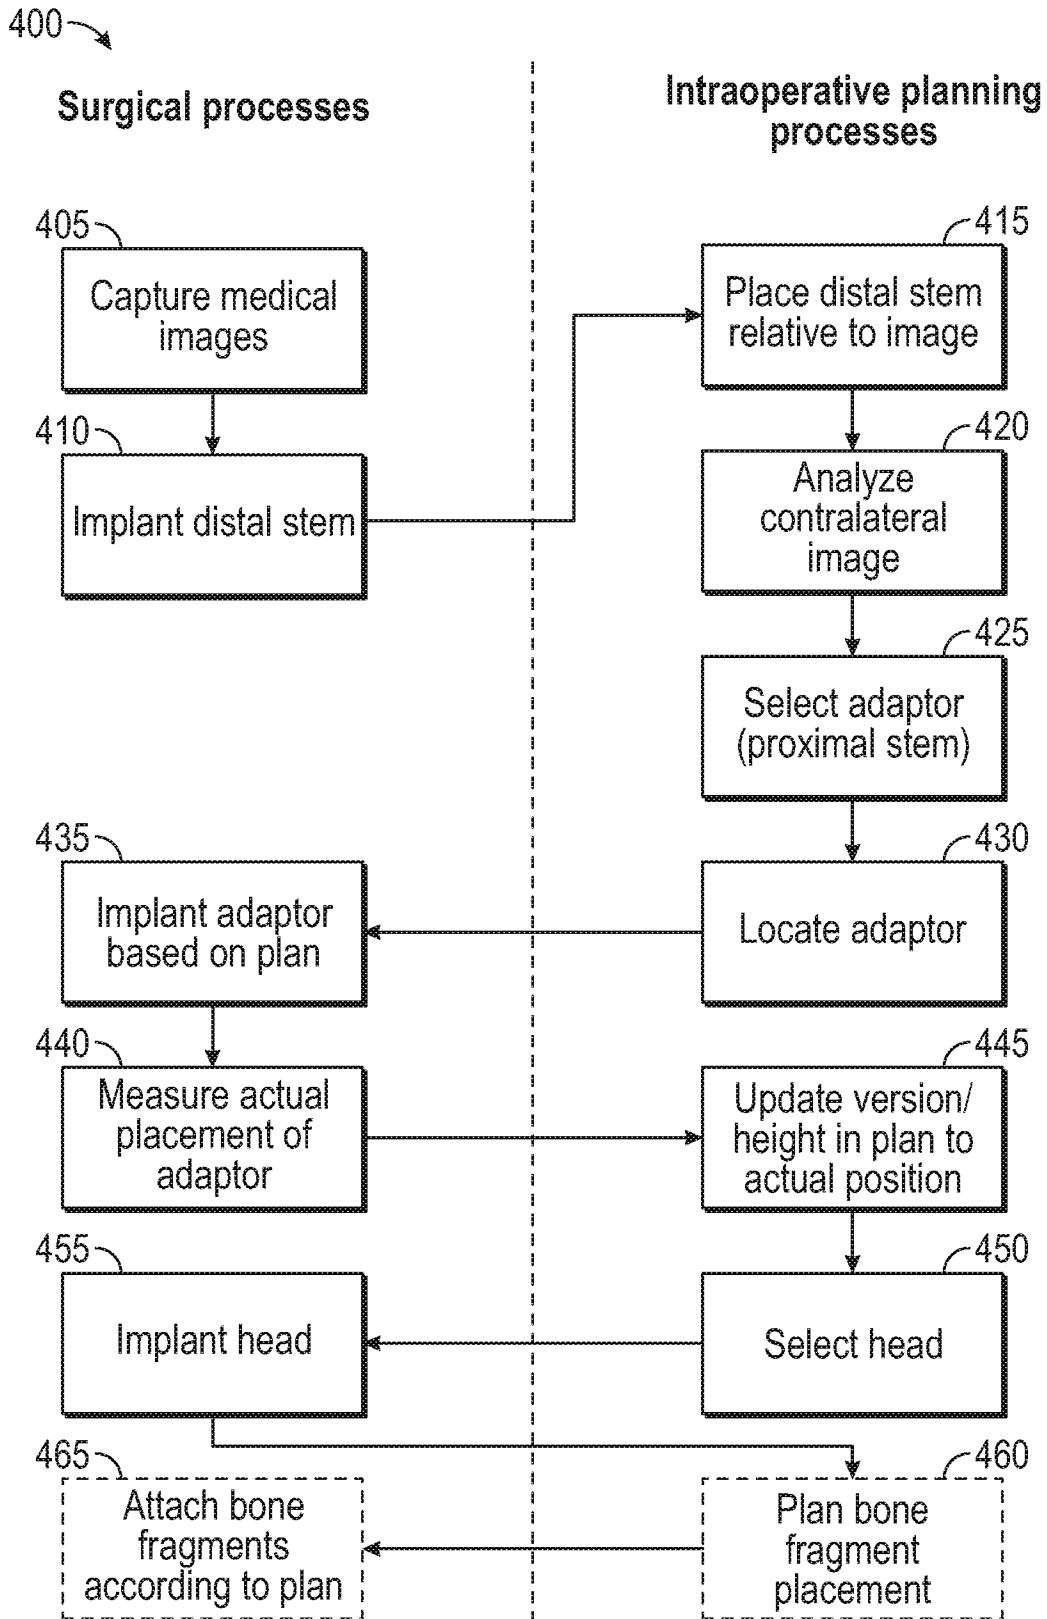 400
Surgical processes
Intraoperative planning
processes
405
Capture medical
images
410
Implant distal stem
415
Place distal stem
relative to image
420
Analyze
contralateral
image
425
Select adaptor
(proximal stem)
430
Locate adaptor
435
Implant adaptor
based on plan
440
Measure actual
placement of
adaptor
445
Update version/
height in plan to
actual position
450
Select head
455
Implant head
460
Plan bone
fragment
placement
465
Attach bone
fragments
according to plan